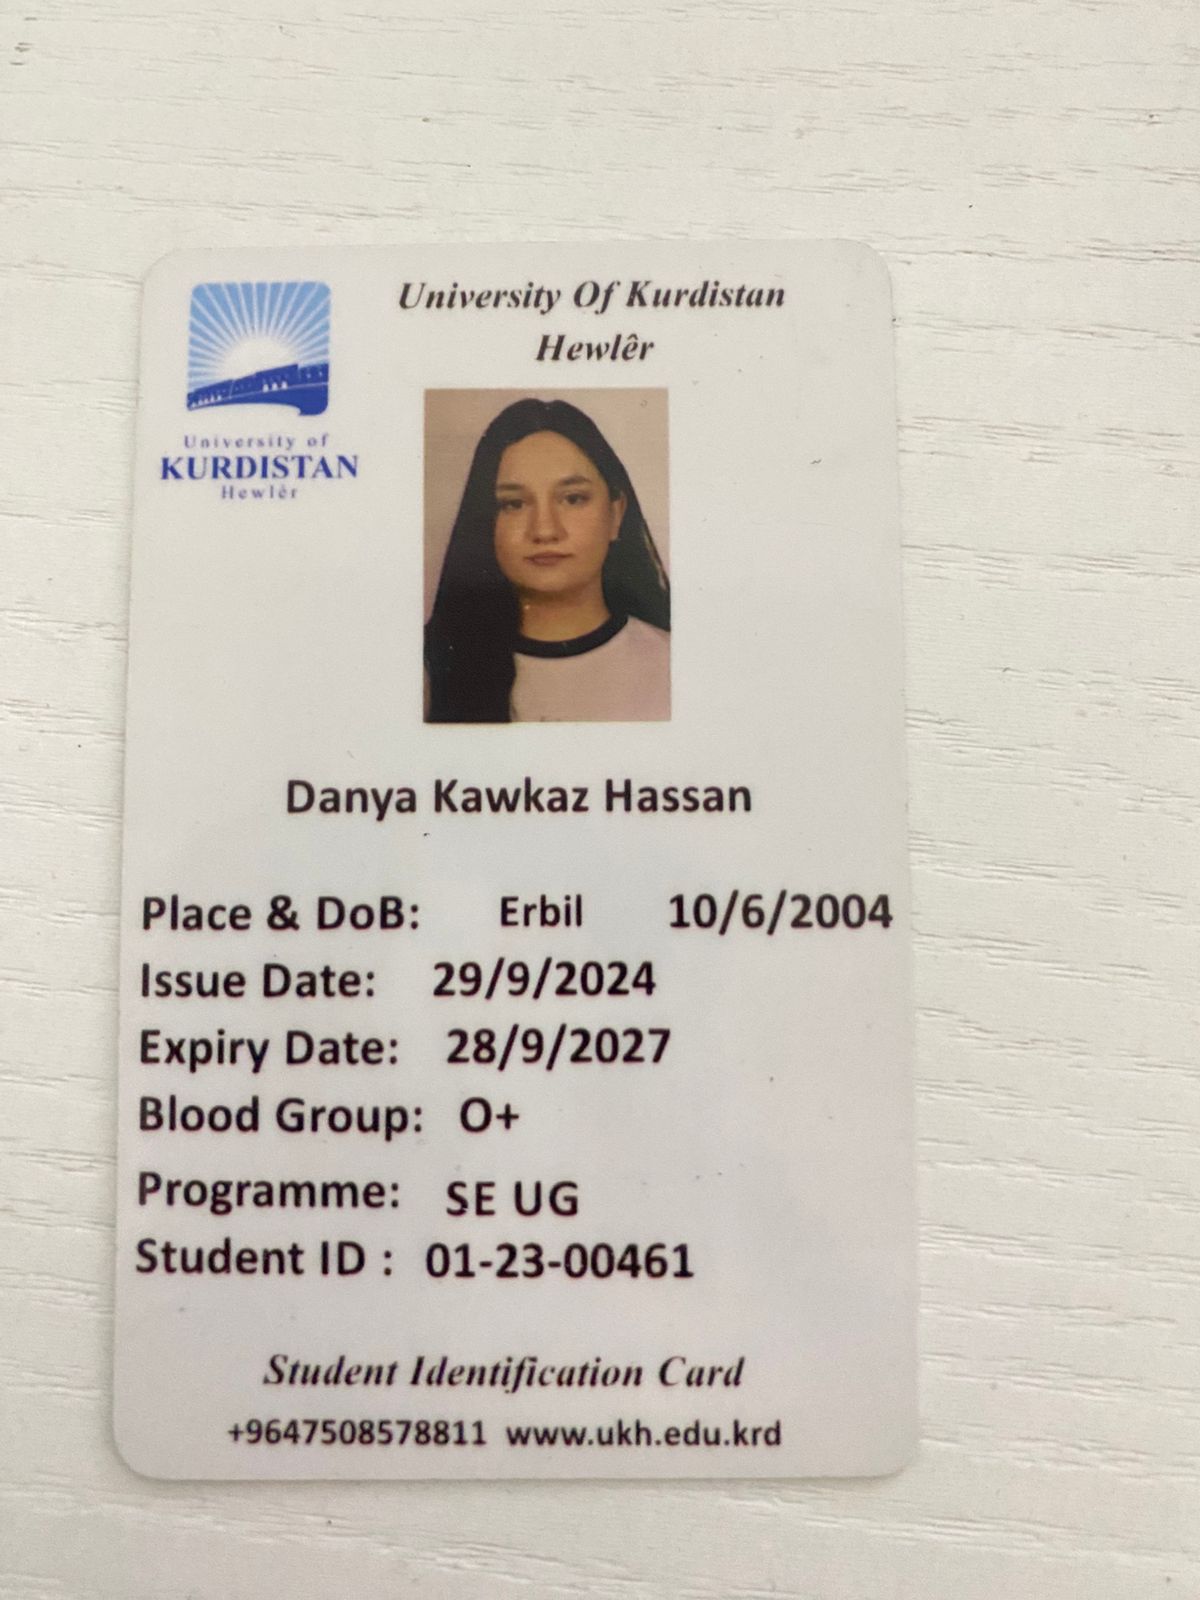 University Of Kurdistan
Hewlêr
University of
KURDISTAN
Hewlêr
Danya Kawkaz Hassan
Place & DoB: Erbil 10/6/2004
Issue Date: 29/9/2024
Expiry Date: 28/9/2027
Blood Group: O+
Programme: SE UG
Student ID : 01-23-00461
Student Identification Card
+9647508578811 www.ukh.edu.krd